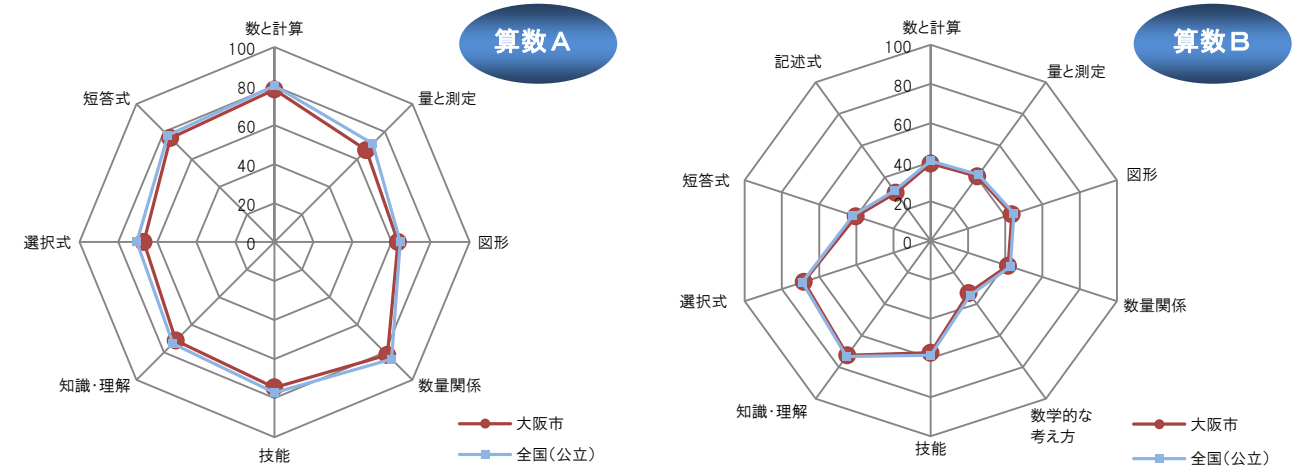 算数A
数と計算
100
80
60
40
20
0
量と測定
図形
数量関係
技能
知識・理解
選択式
短答式
大阪市
全国(公立)
算数B
数と計算
100
80
60
40
20
0
量と測定
図形
数量関係
数学的な
考え方
技能
知識・理解
選択式
短答式
記述式
大阪市
全国(公立)